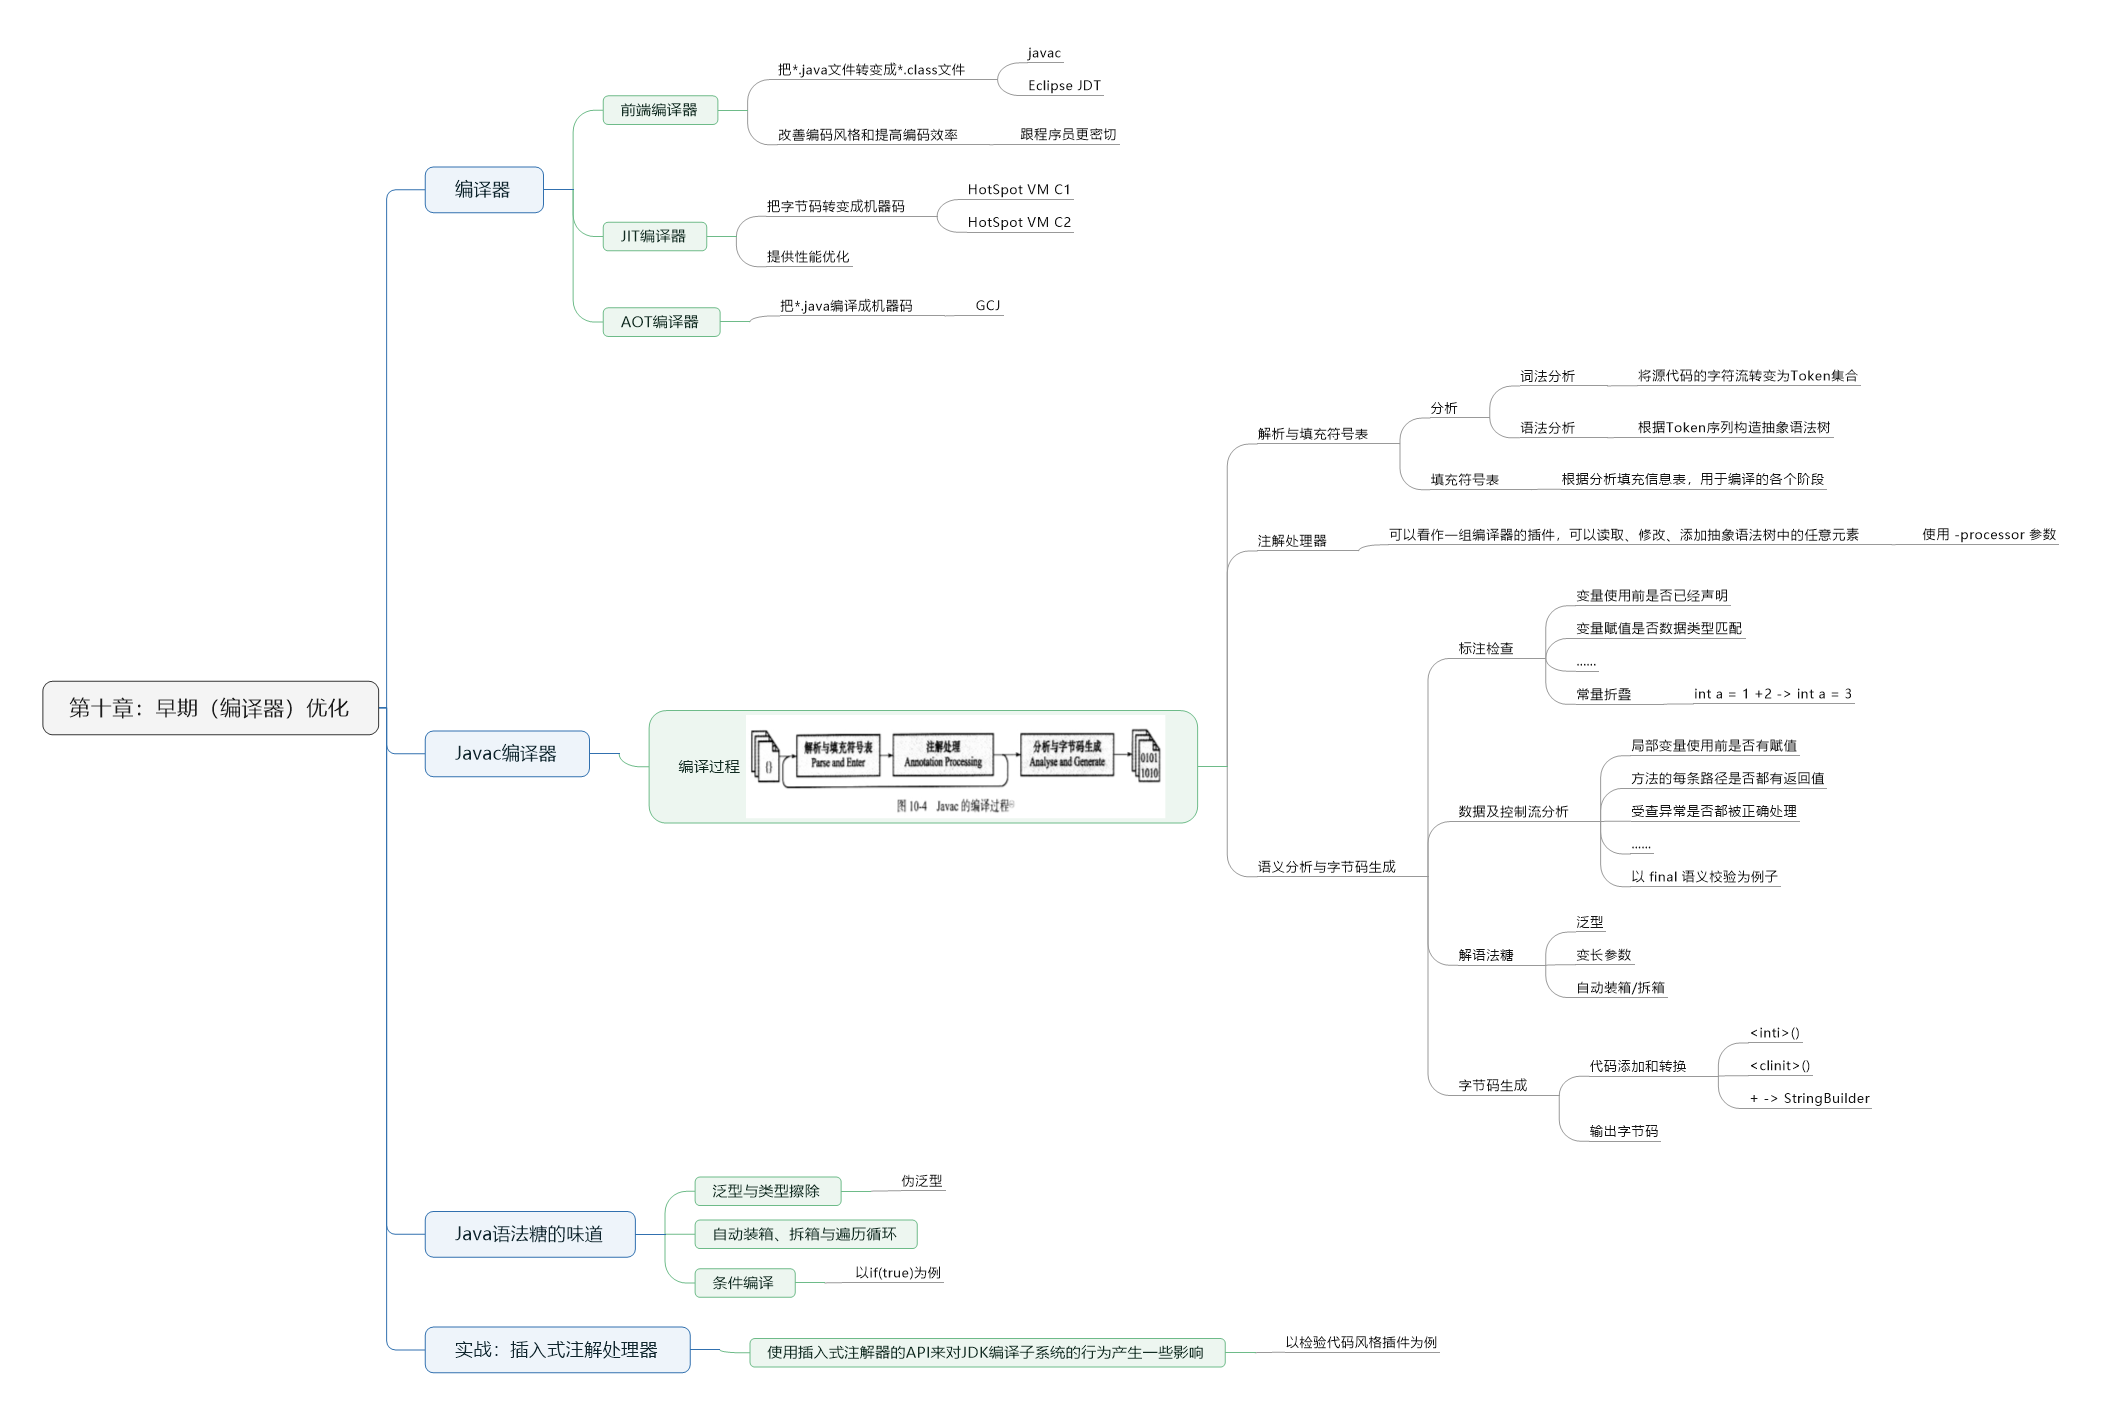 第十章：早期（编译器）优化
编译器
前端编译器
把*.java文件转变成*.class文件
javac
Eclipse JDT
改善编码风格和提高编码效率
跟程序员更密切
JIT编译器
把字节码转变成机器码
HotSpot VM C1
HotSpot VM C2
提供性能优化
AOT编译器
把*.java编译成机器码
GCJ
Javac编译器
编译过程
{}
解析与填充符号表
Parse and Enter
注解处理
Annotation Processing
分析与字节码生成
Analyse and Generate
0101
1010
图 10-4 Javac 的编译过程
解析与填充符号表
分析
词法分析
将源代码的字符流转变为Token集合
语法分析
根据Token序列构造抽象语法树
填充符号表
根据分析填充信息表，用于编译的各个阶段
注解处理器
可以看作一组编译器的插件，可以读取、修改、添加抽象语法树中的任意元素
使用 -processor 参数
语义分析与字节码生成
标注检查
变量使用前是否已经声明
变量赋值是否数据类型匹配
......
常量折叠
int a = 1 +2 -> int a = 3
数据及控制流分析
局部变量使用前是否有赋值
方法的每条路径是否都有返回值
受查异常是否都被正确处理
......
以 final 语义校验为例子
解语法糖
泛型
变长参数
自动装箱/拆箱
字节码生成
代码添加和转换
<inti>()
<clinit>()
+ -> StringBuilder
输出字节码
Java语法糖的味道
泛型与类型擦除
伪泛型
自动装箱、拆箱与遍历循环
条件编译
以if(true)为例
实战：插入式注解处理器
使用插入式注解器的API来对JDK编译子系统的行为产生一些影响
以检验代码风格插件为例